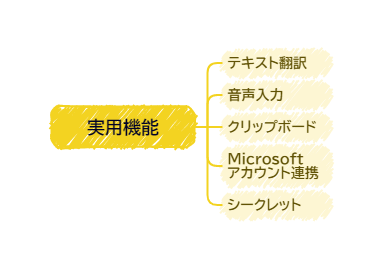 実用機能
テキスト翻訳
音声入力
クリップボード
Microsoft
アカウント連携
シークレット